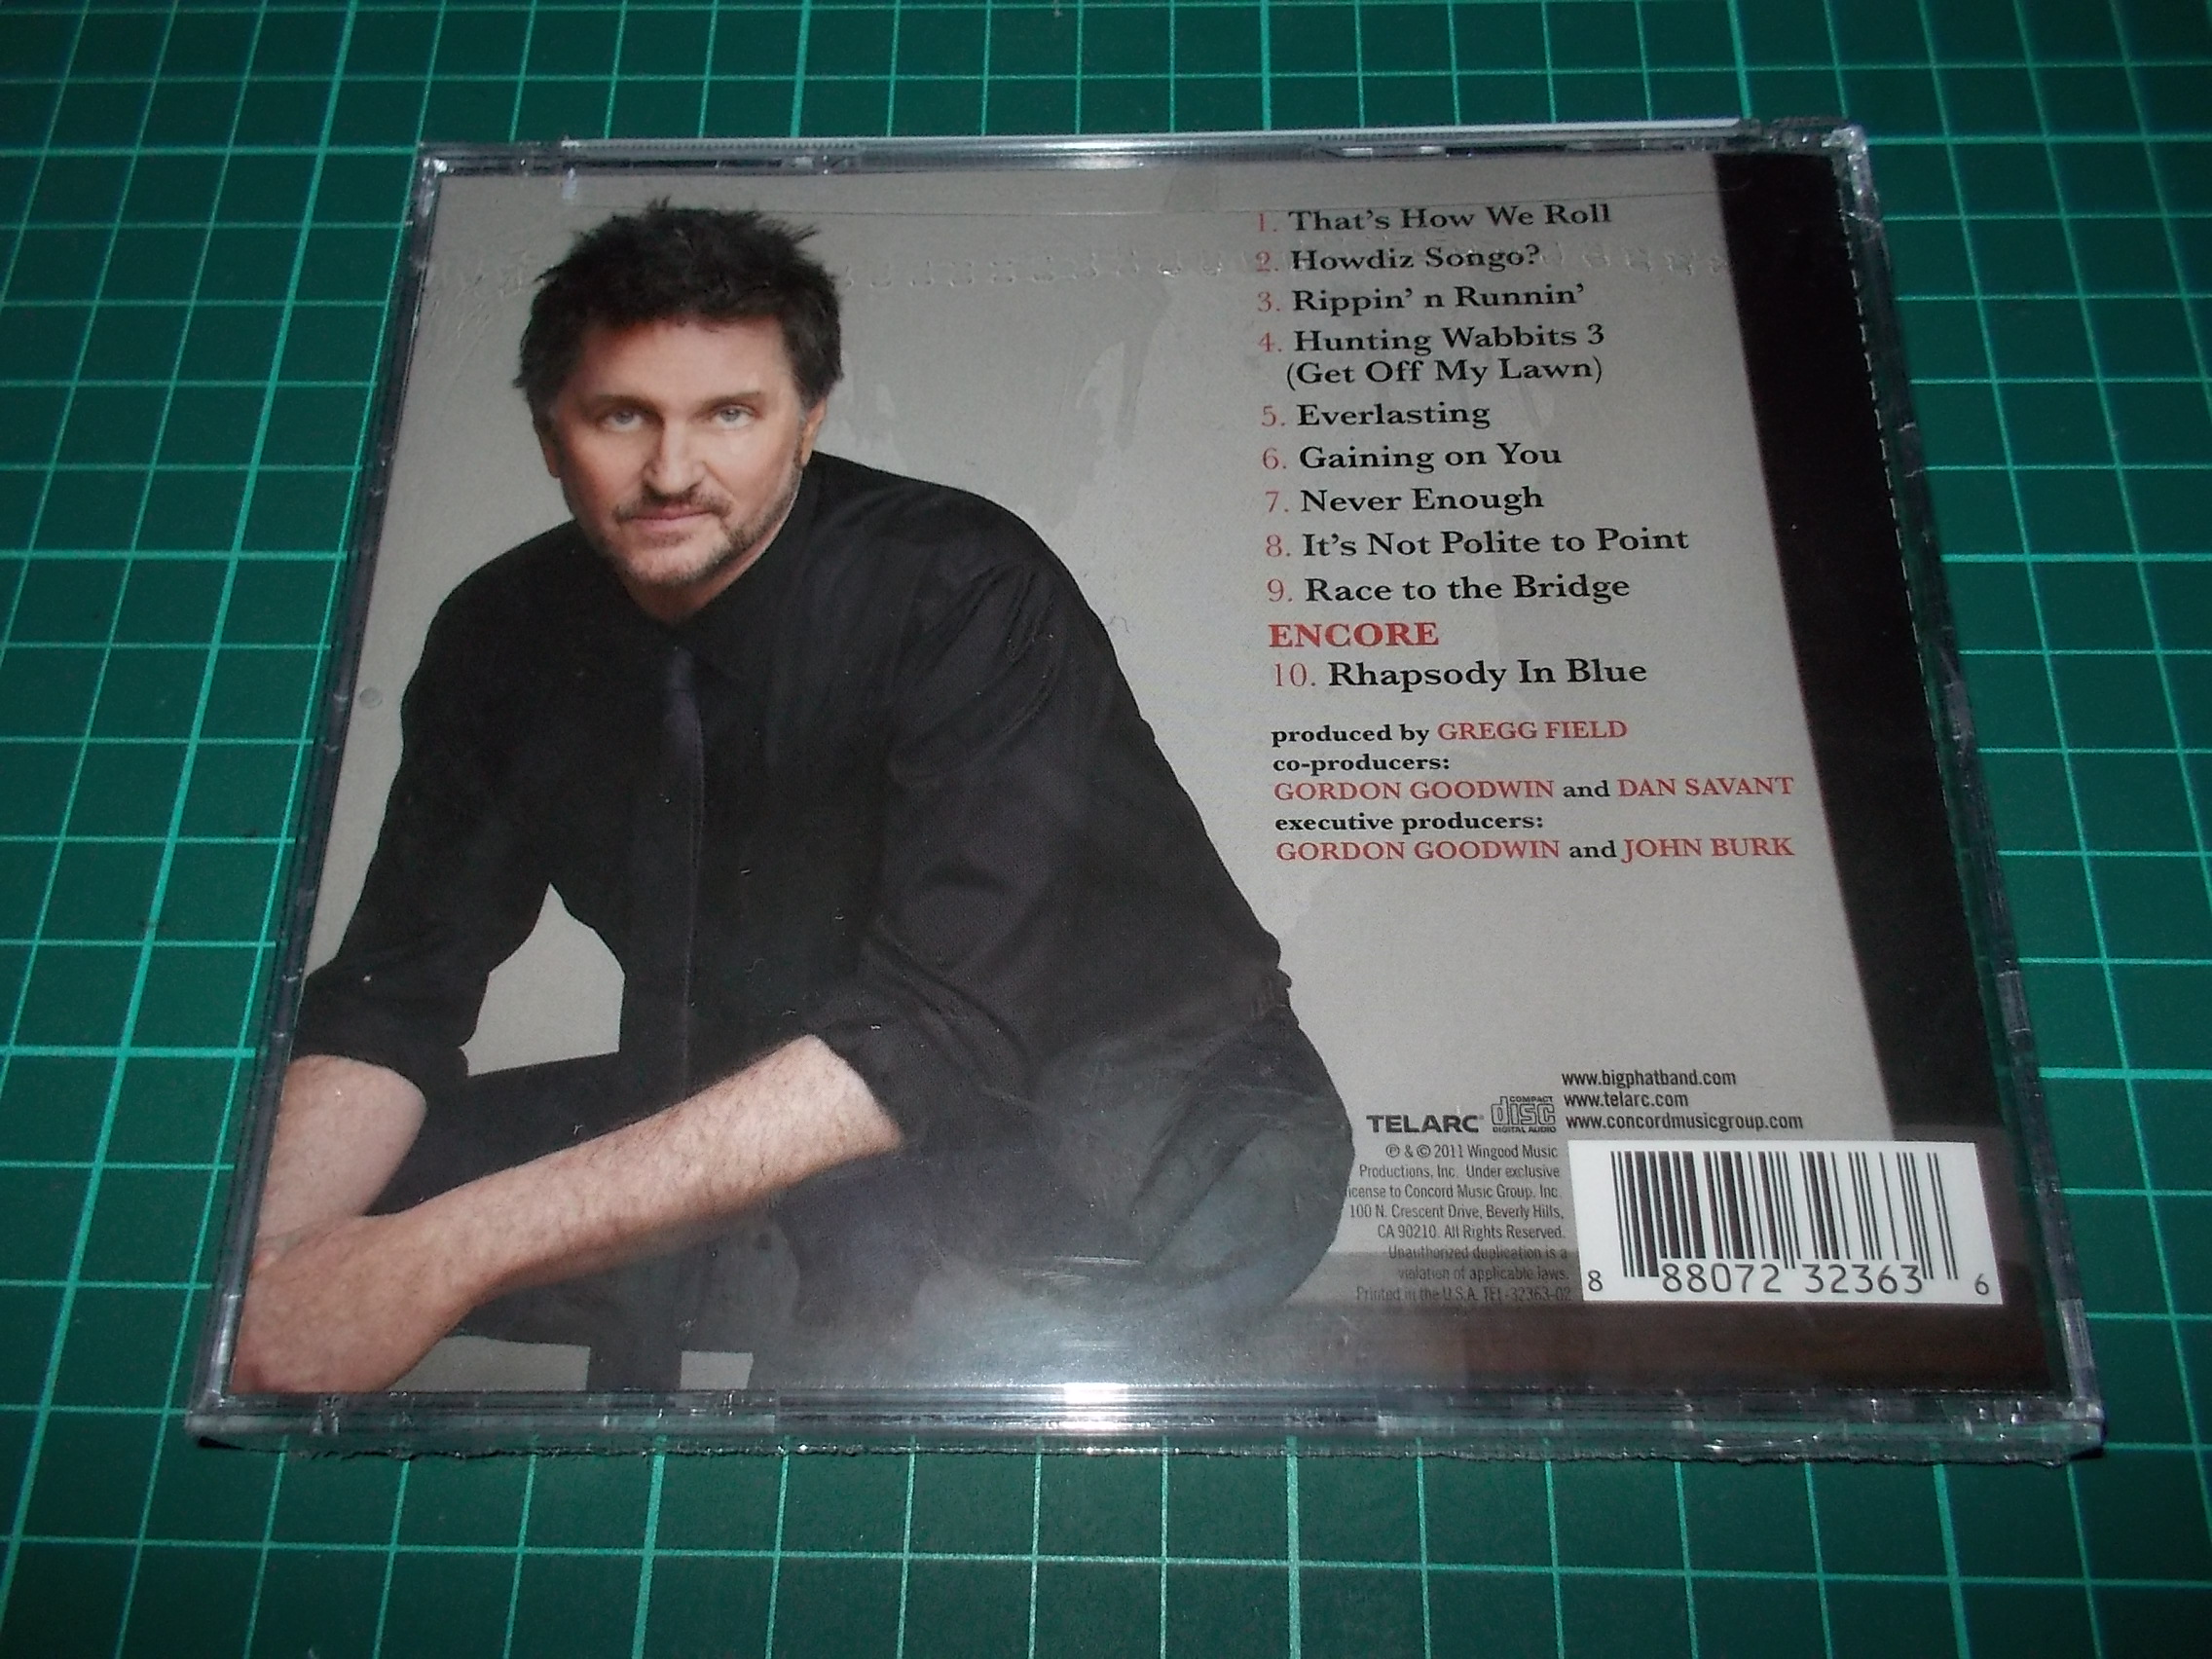 1. That's How We Roll
2. Howdiz Songo?
3. Rippin' n Runnin'
4. Hunting Wabbits 3
(Get Off My Lawn)
5. Everlasting
6. Gaining on You
7. Never Enough
8. It's Not Polite to Point
9. Race to the Bridge
ENCORE
10. Rhapsody In Blue
produced by GREGG FIELD
co-producers:
GORDON GOODWIN and DAN SAVANT
executive producers:
GORDON GOODWIN and JOHN BURK
www.bigphatband.com
www.telarc.com
www.concordmusicgroup.com
TELARC
COMPACT
disc
DIGITAL AUDIO
℗ & © 2011 Wingood Music
Productions, Inc. Under exclusive
license to Concord Music Group, Inc.
100 N. Crescent Drive, Beverly Hills,
CA 90210. All Rights Reserved.
Unauthorized duplication is a
violation of applicable laws.
Printed in the U.S.A. TEL-32363-02
8 88072 32363 6